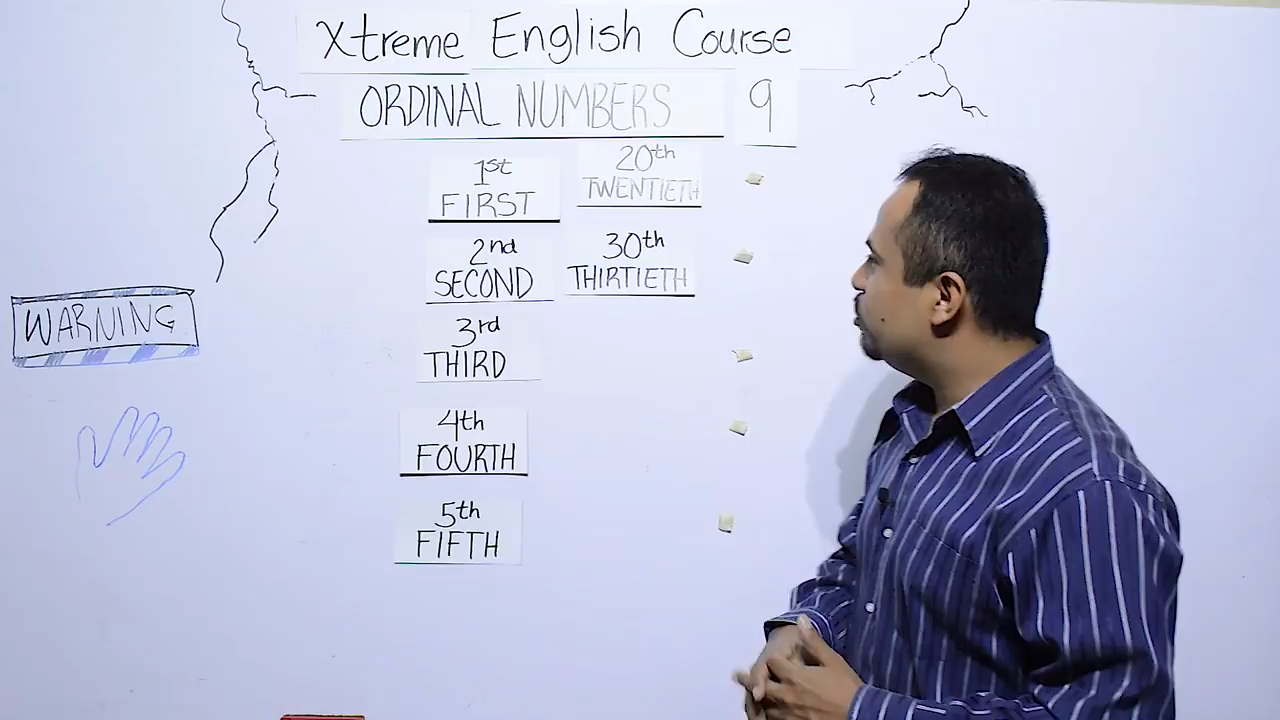 Xtreme English Course
ORDINAL NUMBERS 9
1st
FIRST
2nd
SECOND
3rd
THIRD
4th
FOURTH
5th
FIFTH
20th
TWENTIETH
30th
THIRTIETH
WARNING